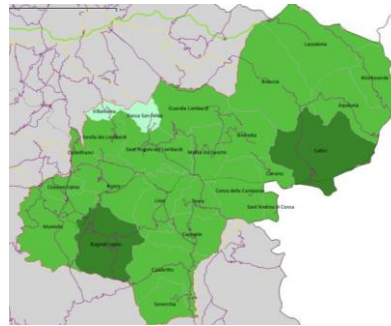 Lacedonia
Bisaccia
Monteverde
Aquilonia
Villamaina
Rocca San Felice
Guardia Lombardi
Andretta
Calitri
Torella dei Lombardi
Sant'Angelo dei Lombardi
Morra De Sanctis
Castelfranci
Cairano
Conza della Campania
Nusco
Lioni
Teora
Sant'Andrea di Conza
Cassano Irpino
Montella
Bagnoli Irpino
Caposele
Calabritto
Senerchia